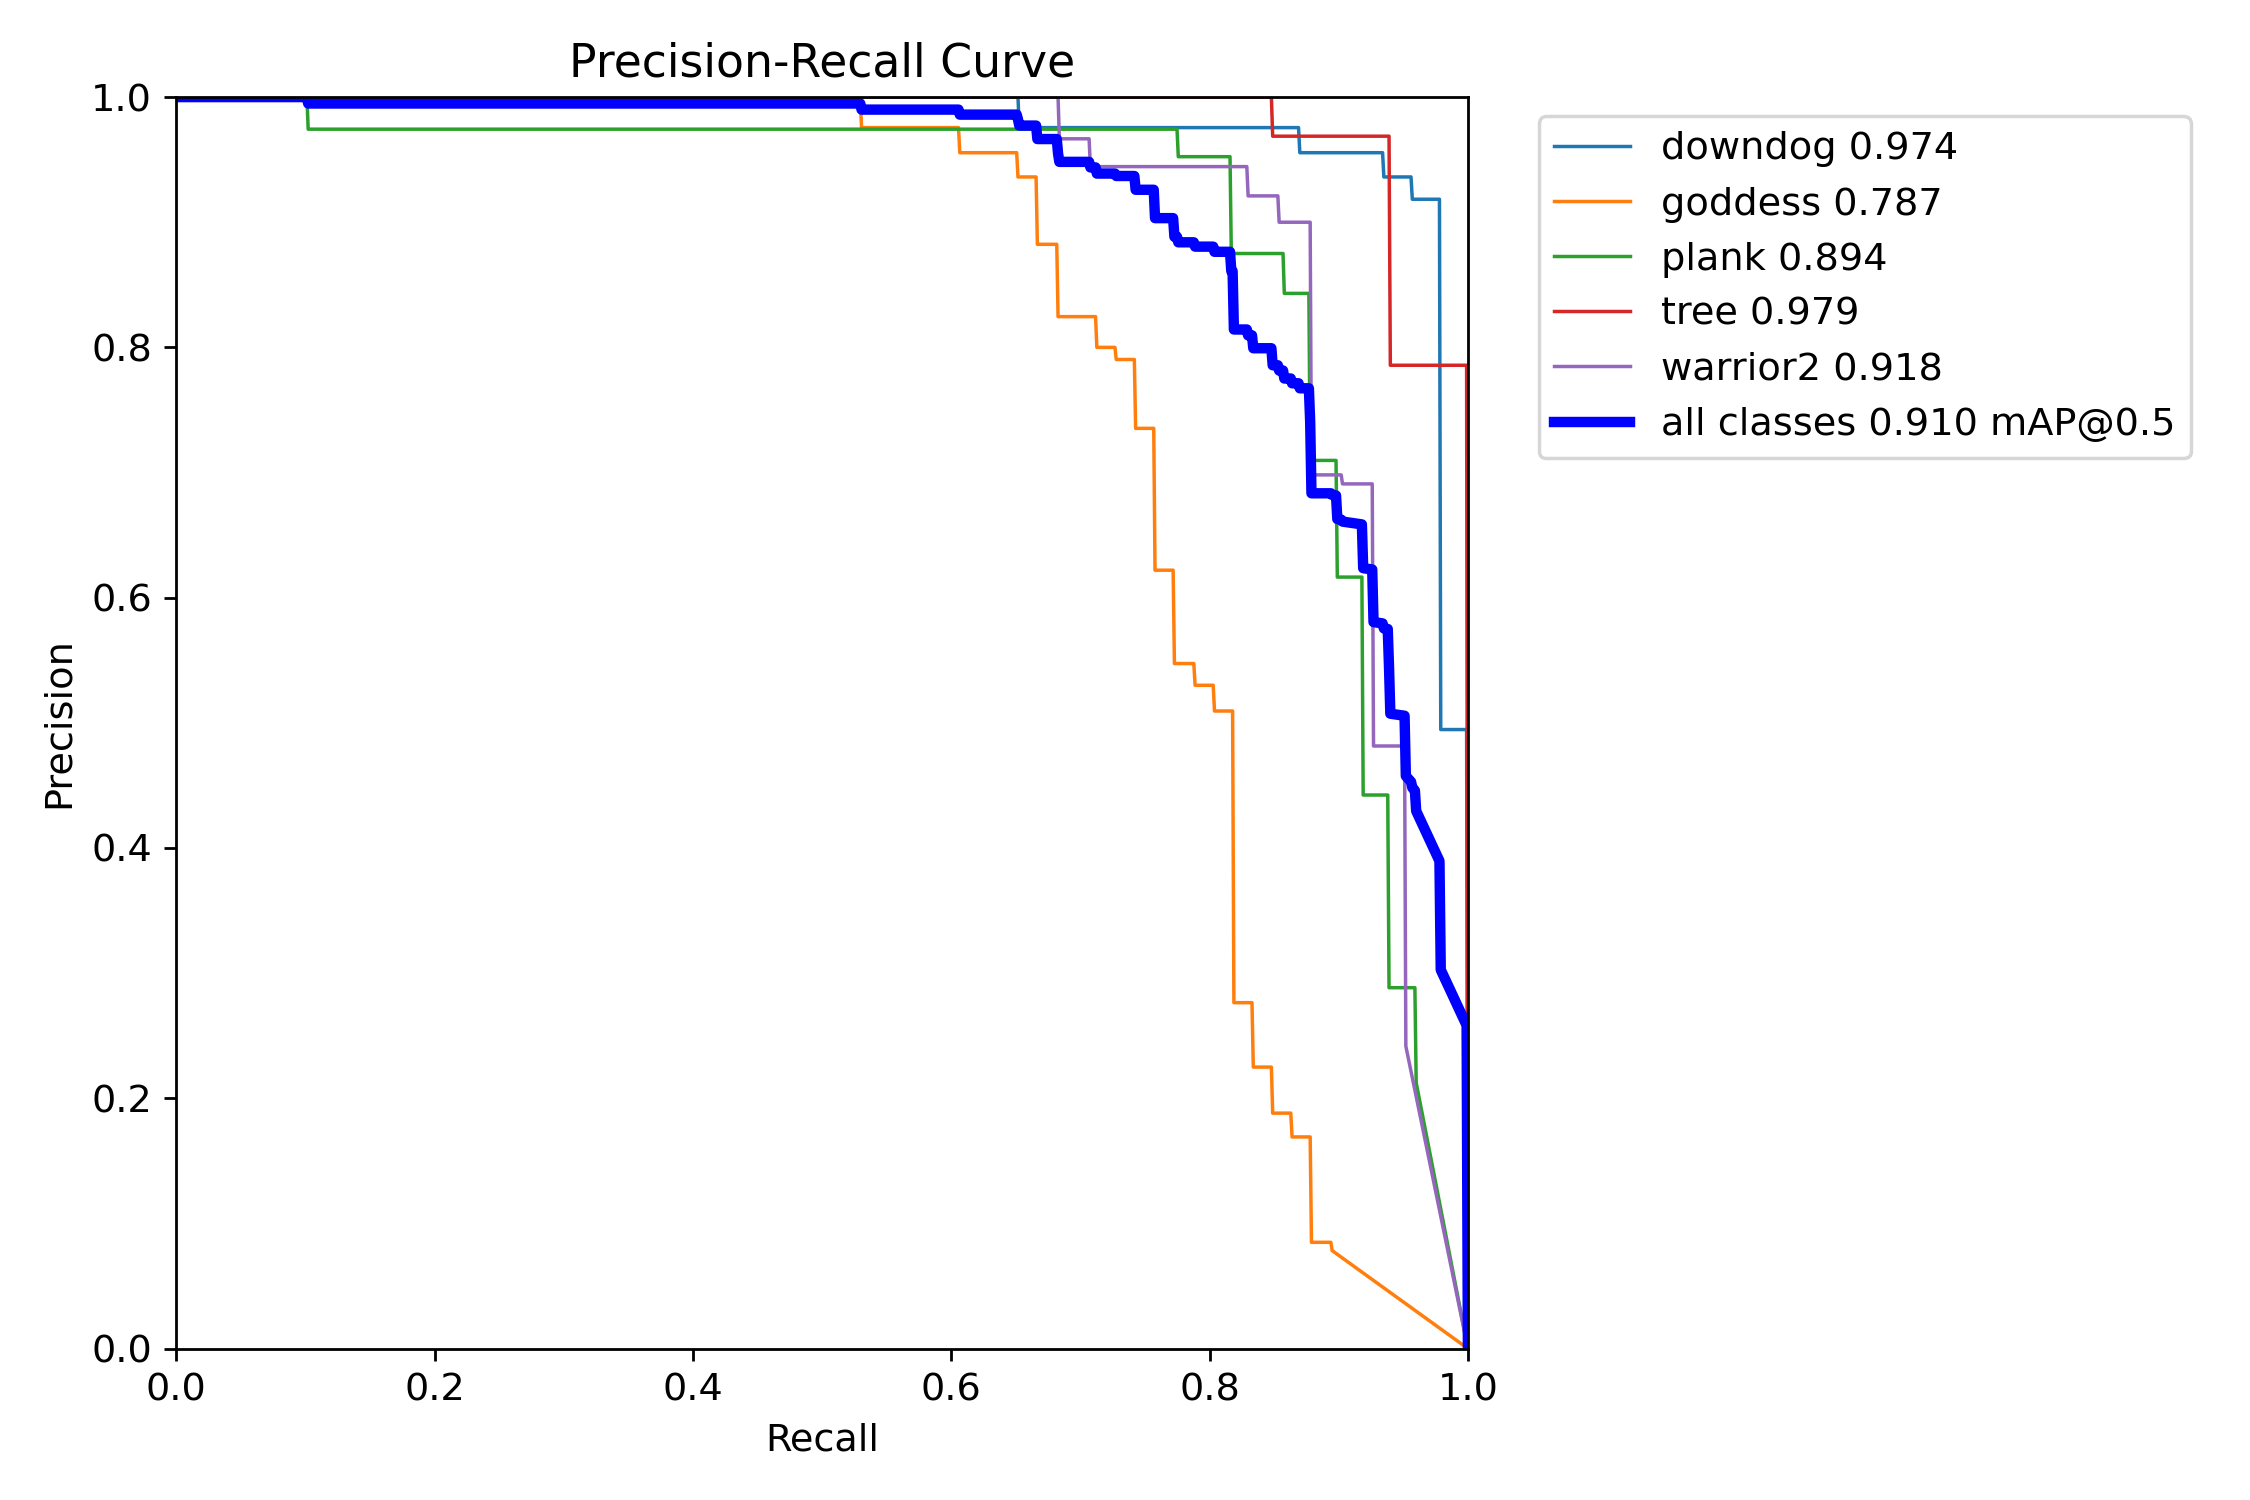 Precision-Recall Curve
1.0
0.8
0.6
0.4
0.2
0.0
Precision
0.0 0.2 0.4 0.6 0.8 1.0
Recall
downdog 0.974
goddess 0.787
plank 0.894
tree 0.979
warrior2 0.918
all classes 0.910 mAP@0.5